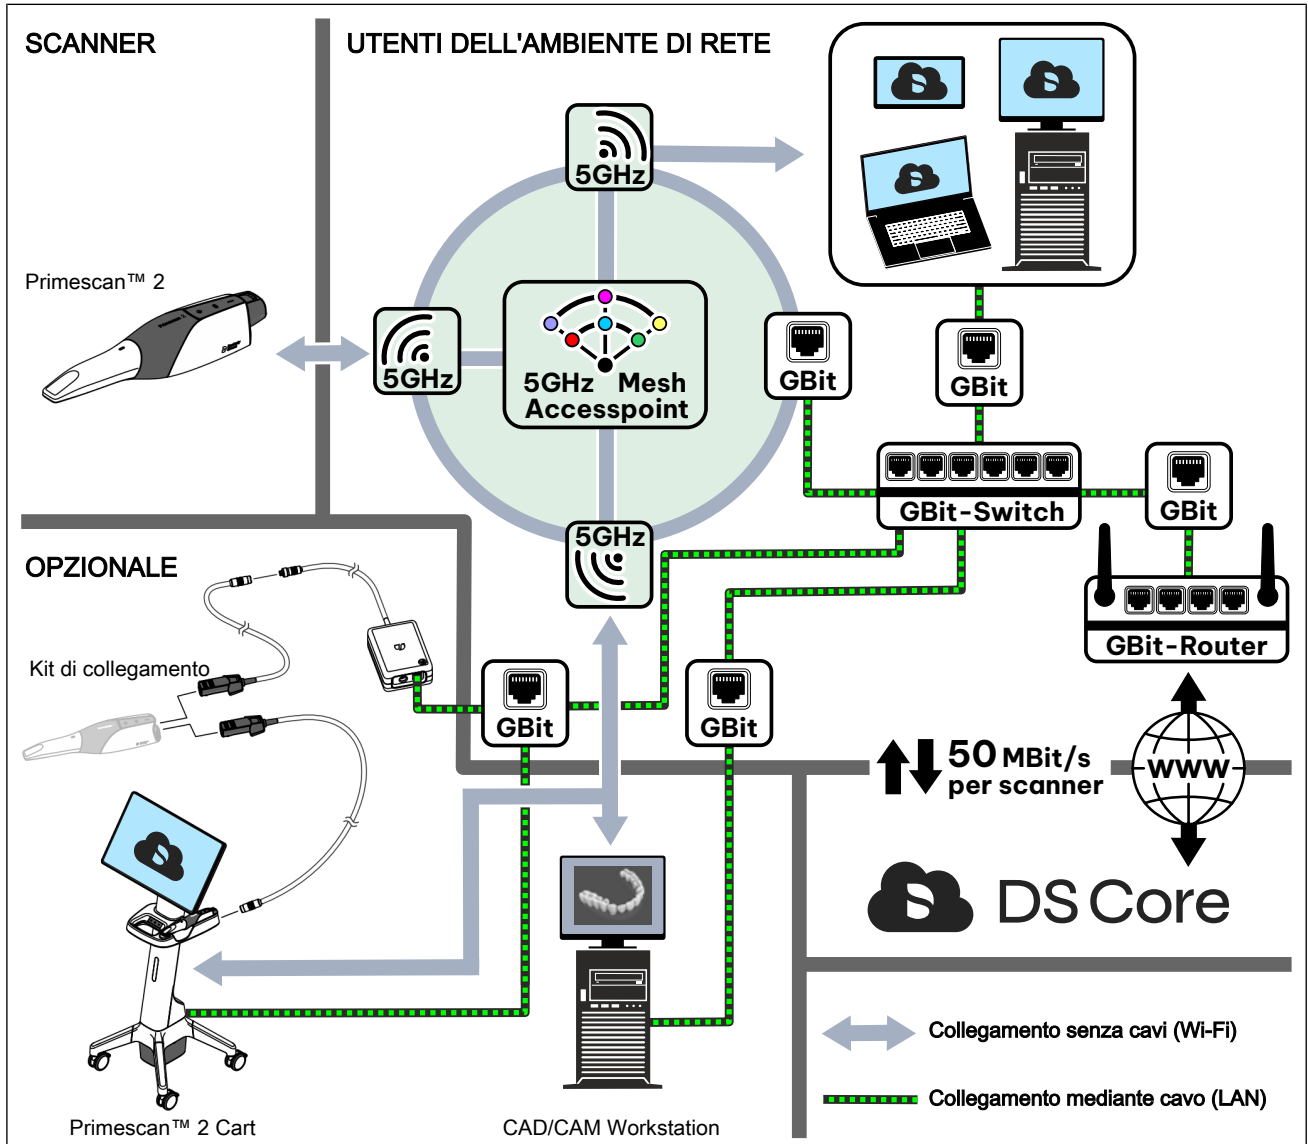 SCANNER
UTENTI DELL'AMBIENTE DI RETE
5GHz
Primescan™ 2
5GHz
5GHz Mesh
Accesspoint
GBit
GBit
GBit-Switch
GBit
5GHz
GBit-Router
OPZIONALE
Kit di collegamento
GBit
GBit
50 MBit/s
per scanner
WWW
DS Core
Collegamento senza cavi (Wi-Fi)
Collegamento mediante cavo (LAN)
Primescan™ 2 Cart
CAD/CAM Workstation